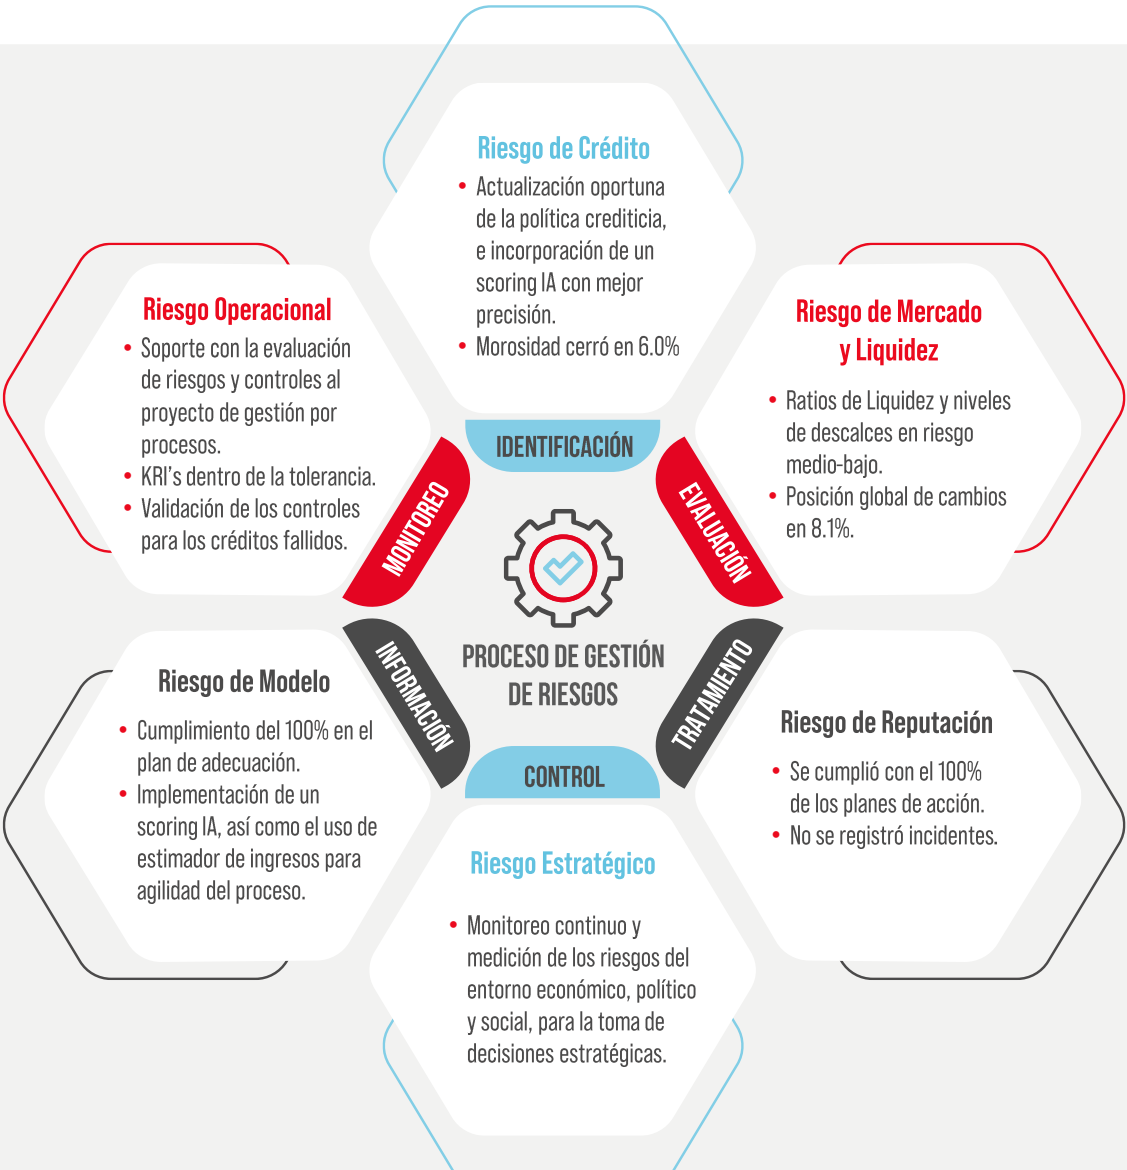 Riesgo de Crédito
• Actualización oportuna
de la política crediticia,
e incorporación de un
scoring IA con mejor
precisión.
• Morosidad cerró en 6.0%
IDENTIFICACIÓN
Riesgo de Mercado
y Liquidez
• Ratios de Liquidez y niveles
de descalces en riesgo
medio-bajo.
• Posición global de cambios
en 8.1%.
EVALUACIÓN
Riesgo de Reputación
• Se cumplió con el 100%
de los planes de acción.
• No se registró incidentes.
TRATAMIENTO
Riesgo Estratégico
• Monitoreo continuo y
medición de los riesgos del
entorno económico, político
y social, para la toma de
decisiones estratégicas.
CONTROL
Riesgo de Modelo
• Cumplimiento del 100% en el
plan de adecuación.
• Implementación de un
scoring IA, así como el uso de
estimador de ingresos para
agilidad del proceso.
INFORMACIÓN
Riesgo Operacional
• Soporte con la evaluación
de riesgos y controles al
proyecto de gestión por
procesos.
• KRI's dentro de la tolerancia.
• Validación de los controles
para los créditos fallidos.
MONITOREO
PROCESO DE GESTIÓN
DE RIESGOS